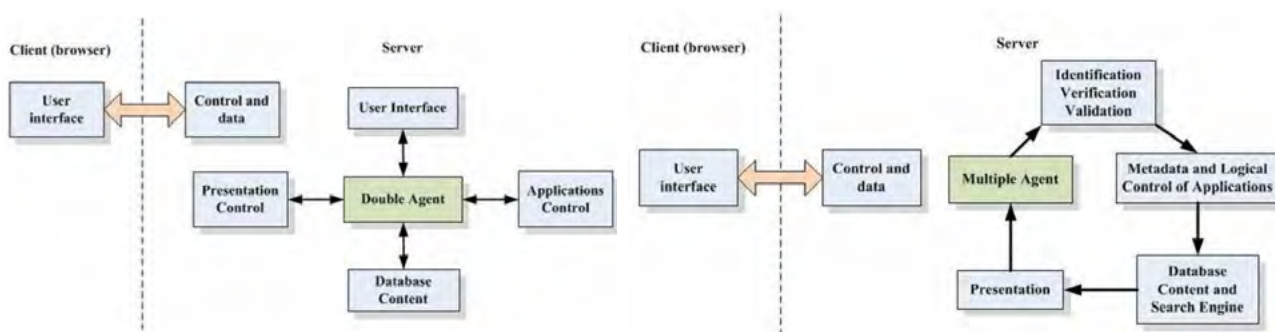 Client (browser)
Server
User
interface
Control and
data
User Interface
Presentation
Control
Double Agent
Applications
Control
Database
Content
Client (browser)
Server
Identification
Verification
Validation
User
interface
Control and
data
Multiple Agent
Metadata and Logical
Control of Applications
Presentation
Database
Content and
Search Engine